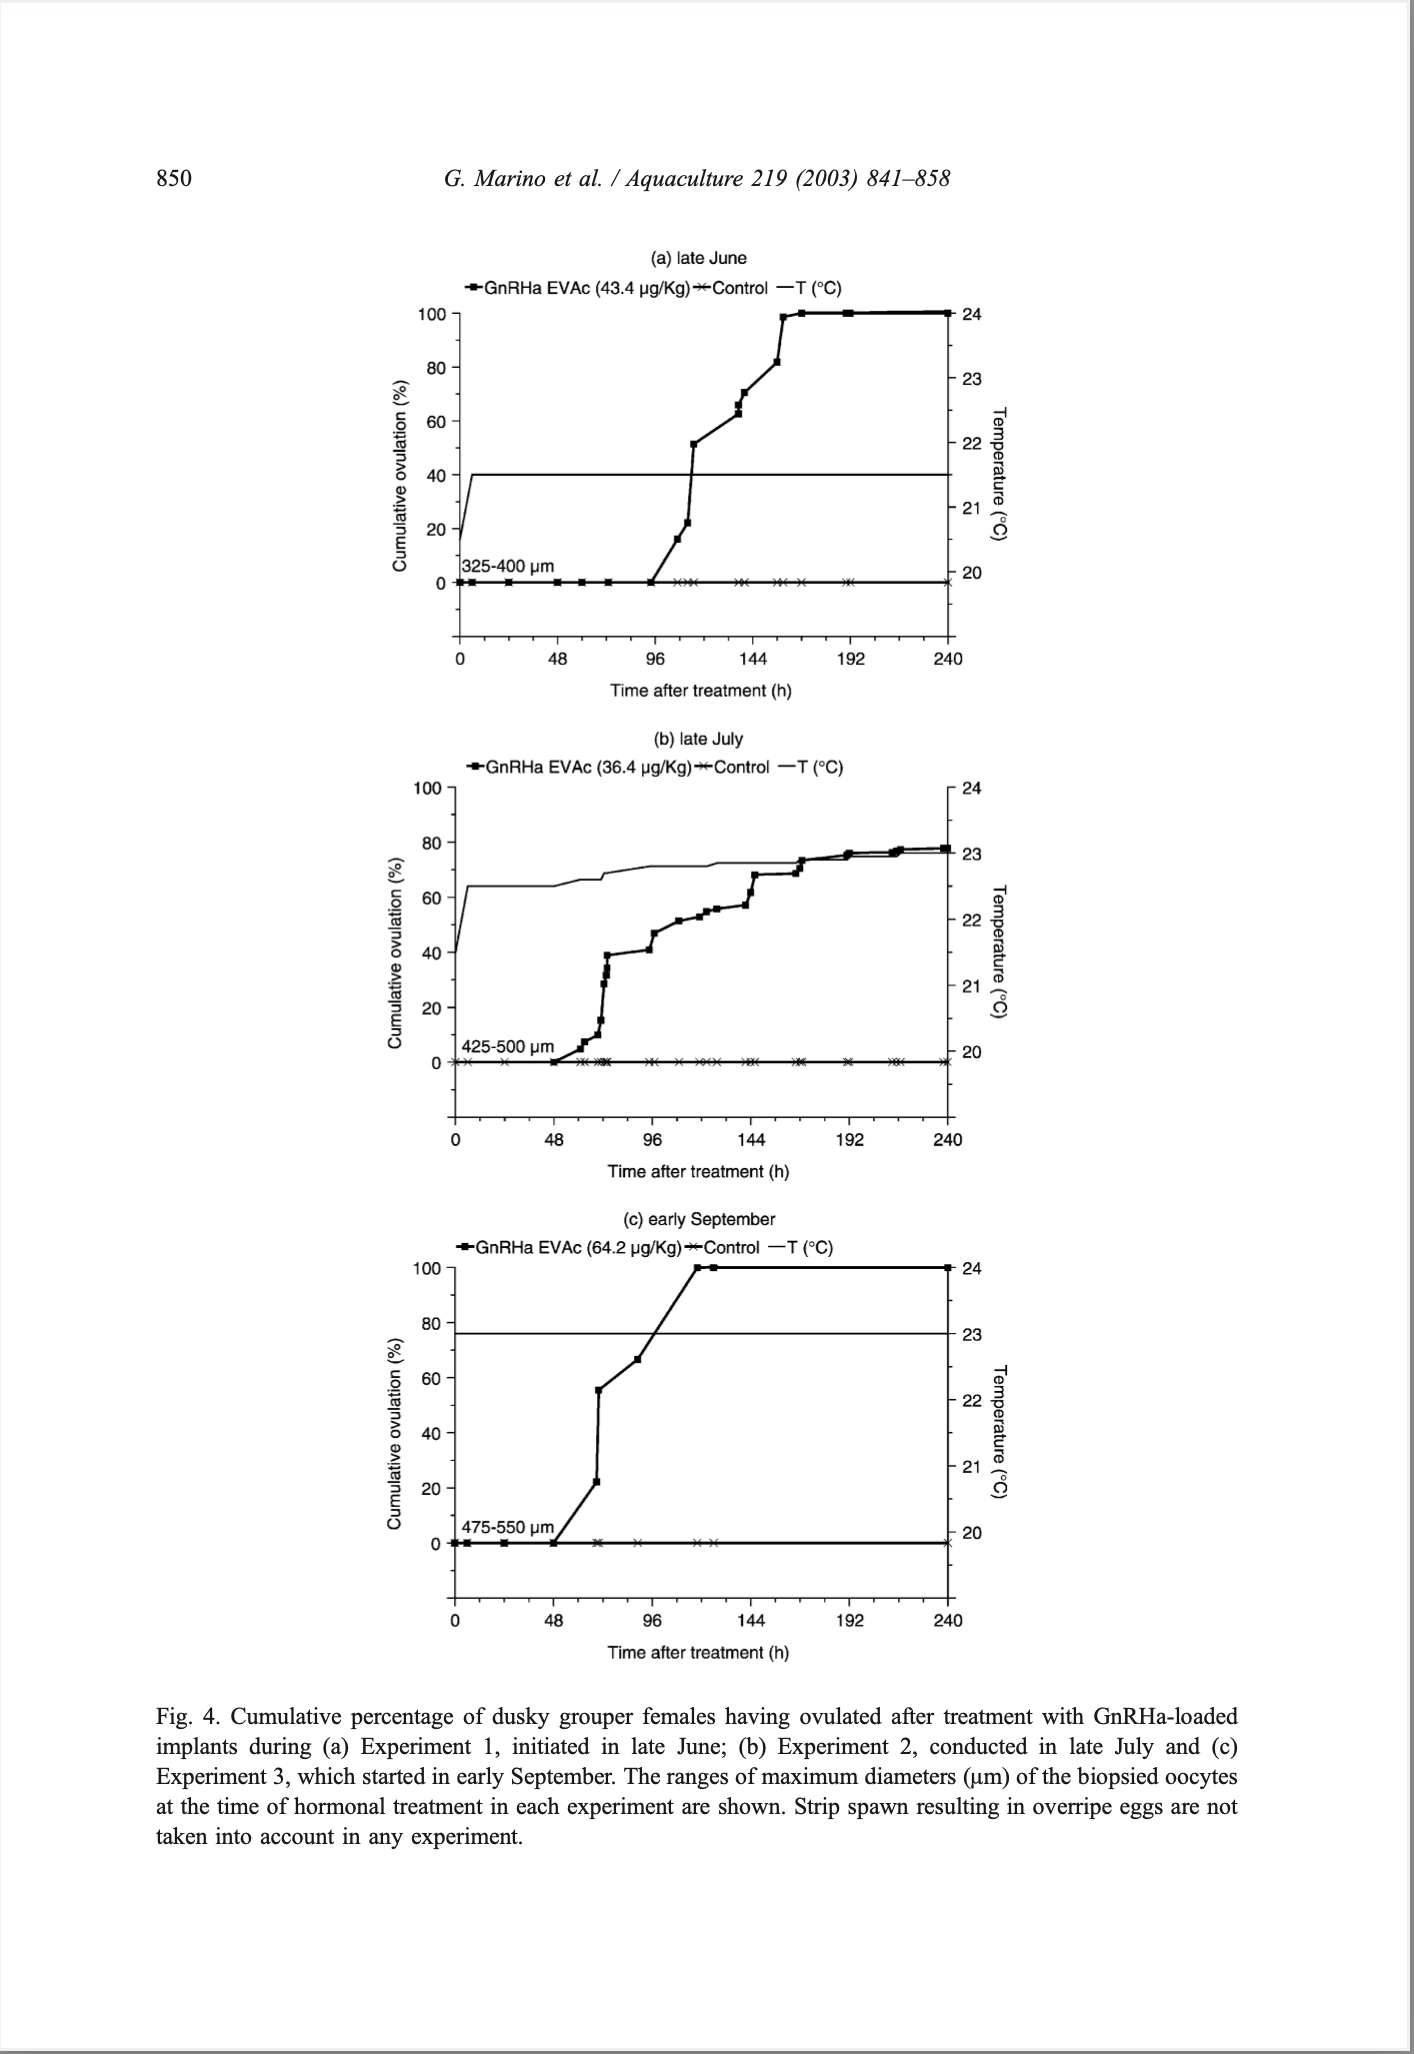 850
G. Marino et al. / Aquaculture 219 (2003) 841–858
(a) late June
GnRHa EVAc (43.4 µg/Kg) Control T (°C)
100
80
60
40
20
0
Cumulative ovulation (%)
325-400 µm
24
23
22
21
20
Temperature (°C)
0 48 96 144 192 240
Time after treatment (h)
(b) late July
GnRHa EVAc (36.4 µg/Kg) Control T (°C)
100
80
60
40
20
0
Cumulative ovulation (%)
425-500 µm
24
23
22
21
20
Temperature (°C)
0 48 96 144 192 240
Time after treatment (h)
(c) early September
GnRHa EVAc (64.2 µg/Kg) Control T (°C)
100
80
60
40
20
0
Cumulative ovulation (%)
475-550 µm
24
23
22
21
20
Temperature (°C)
0 48 96 144 192 240
Time after treatment (h)
Fig. 4. Cumulative percentage of dusky grouper females having ovulated after treatment with GnRHa-loaded
implants during (a) Experiment 1, initiated in late June; (b) Experiment 2, conducted in late July and (c)
Experiment 3, which started in early September. The ranges of maximum diameters (µm) of the biopsied oocytes
at the time of hormonal treatment in each experiment are shown. Strip spawn resulting in overripe eggs are not
taken into account in any experiment.